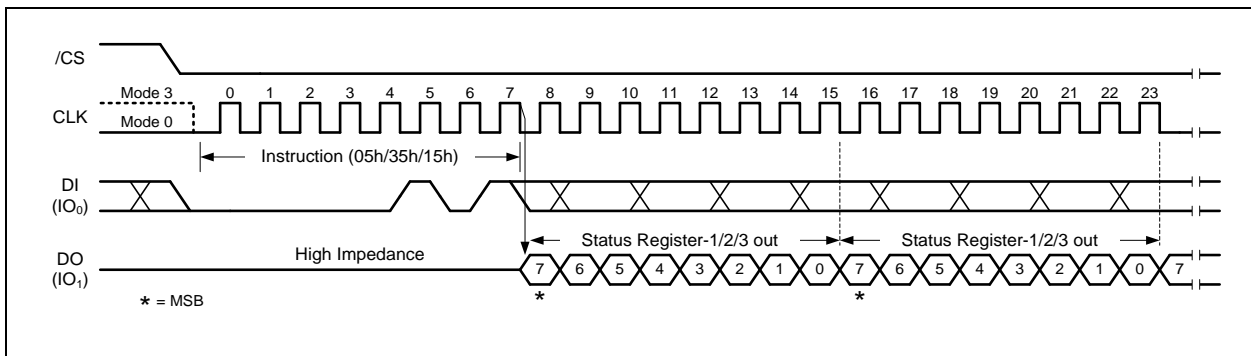 /CS
Mode 3
0 1 2 3 4 5 6 7 8 9 10 11 12 13 14 15 16 17 18 19 20 21 22 23
CLK
Mode 0
Instruction (05h/35h/15h)
DI
(IO₀)
Status Register-1/2/3 out Status Register-1/2/3 out
High Impedance
DO
(IO₁)
7 6 5 4 3 2 1 0 7 6 5 4 3 2 1 0 7
* *
* = MSB